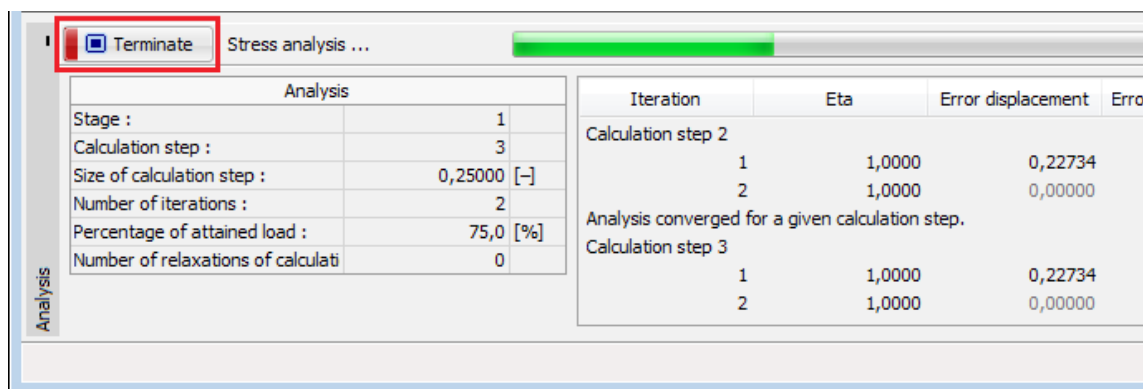 Terminate Stress analysis ...
Analysis
Stage : 1
Calculation step : 3
Size of calculation step : 0,25000 [–]
Number of iterations : 2
Percentage of attained load : 75,0 [%]
Number of relaxations of calculati 0
Iteration Eta Error displacement Erro
Calculation step 2
1 1,0000 0,22734
2 1,0000 0,00000
Analysis converged for a given calculation step.
Calculation step 3
1 1,0000 0,22734
2 1,0000 0,00000
Analysis